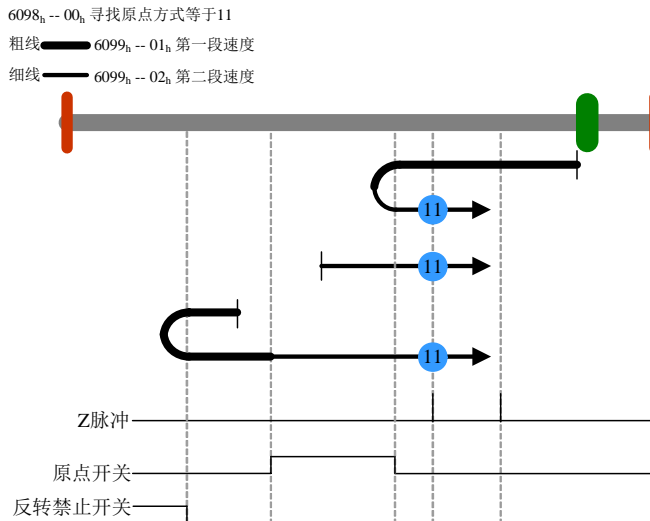 6098h -- 00h 寻找原点方式等于11
粗线 6099h -- 01h 第一段速度
细线 6099h -- 02h 第二段速度
11
11
11
Z脉冲
原点开关
反转禁止开关